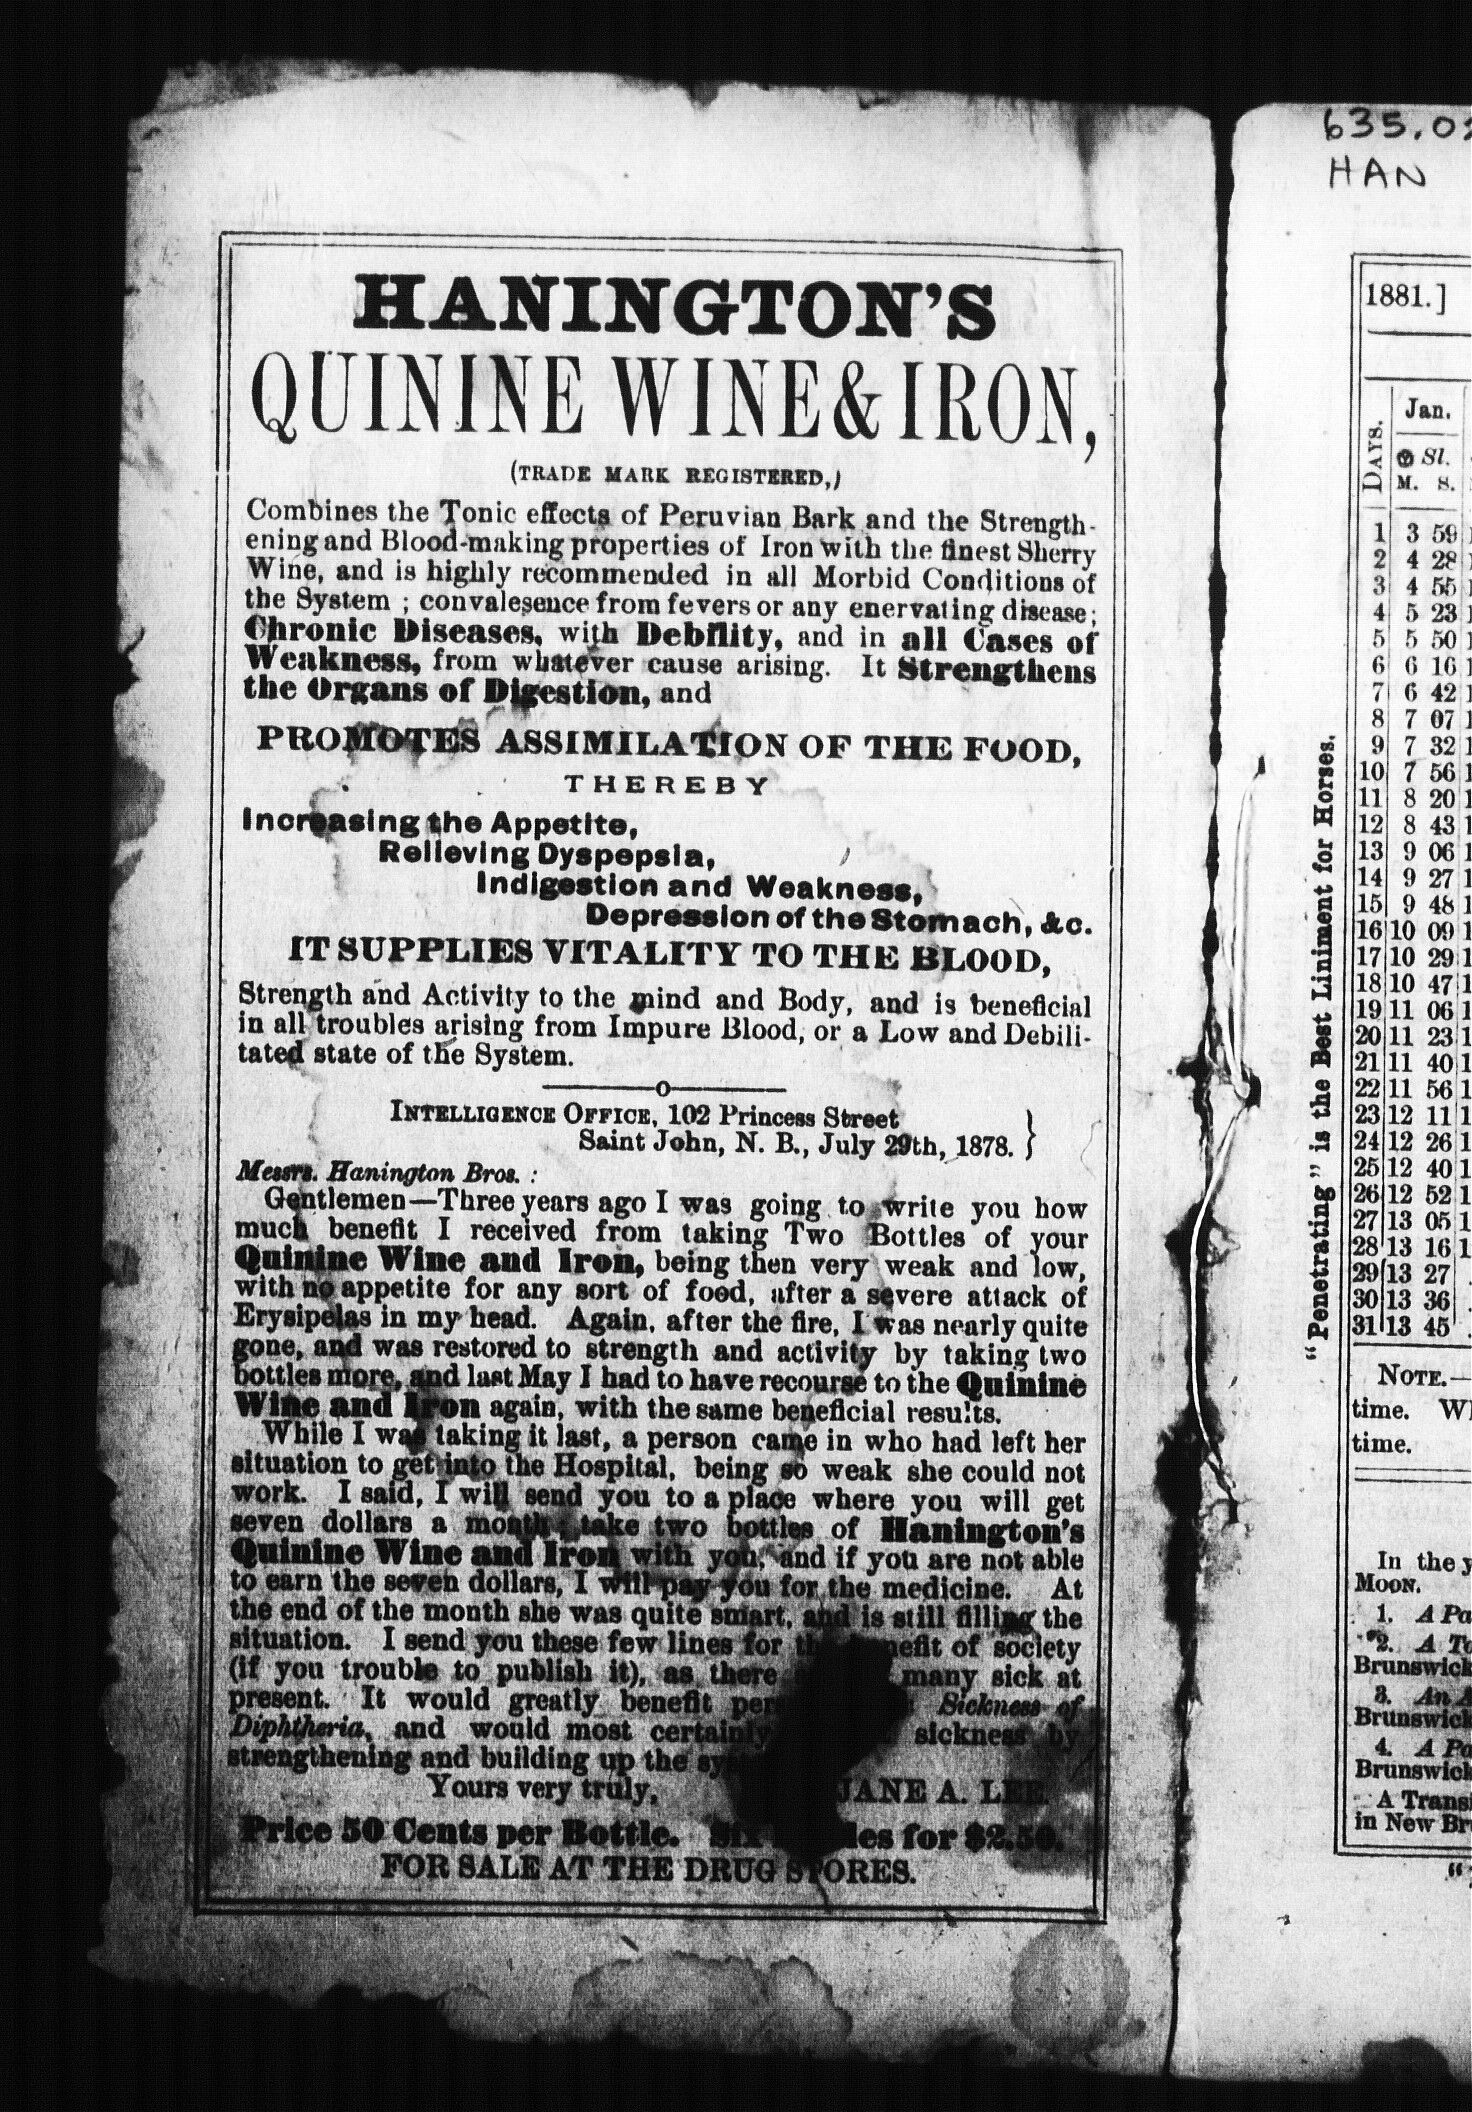 HANINGTON'S
QUININE WINE & IRON,
(TRADE MARK REGISTERED,)
Combines the Tonic effects of Peruvian Bark and the Strength-
ening and Blood-making properties of Iron with the finest Sherry
Wine, and is highly recommended in all Morbid Conditions of
the System ; convalesence from fevers or any enervating disease;
Chronic Diseases, with Debility, and in all Cases of
Weakness, from whatever cause arising. It Strengthens
the Organs of Digestion, and
PROMOTES ASSIMILATION OF THE FOOD,
THEREBY
Increasing the Appetite,
Relieving Dyspepsia,
Indigestion and Weakness,
Depression of the Stomach, &c.
IT SUPPLIES VITALITY TO THE BLOOD,
Strength and Activity to the mind and Body, and is beneficial
in all troubles arising from Impure Blood, or a Low and Debili-
tated state of the System.
INTELLIGENCE OFFICE, 102 Princess Street
Saint John, N. B., July 29th, 1878.
Messrs. Hanington Bros. :
Gentlemen—Three years ago I was going to write you how
much benefit I received from taking Two Bottles of your
Quinine Wine and Iron, being then very weak and low,
with no appetite for any sort of food, after a severe attack of
Erysipelas in my head. Again, after the fire, I was nearly quite
gone, and was restored to strength and activity by taking two
bottles more, and last May I had to have recourse to the Quinine
Wine and Iron again, with the same beneficial results.
While I was taking it last, a person came in who had left her
situation to get into the Hospital, being so weak she could not
work. I said, I will send you to a place where you will get
seven dollars a month; take two bottles of Hanington's
Quinine Wine and Iron with you, and if you are not able
to earn the seven dollars, I will pay you for the medicine. At
the end of the month she was quite smart, and is still filling the
situation. I send you these few lines for of society
(if you trouble to publish it), as there many sick at
present. It would greatly benefit Sickness of
Diphtheria, and would most certainly sickness by
strengthening and building up the
Yours very truly, JANE A. LEE.
Price 50 Cents per Bottle. Six for $2.50.
FOR SALE AT THE DRUG STORES.
635.0
HAN
"Penetrating" is the Best Liniment for Horses.
1881.]
Jan.
DAYS.
Sl.
M. S.
1 3 59
2 4 28
3 4 55
4 5 23
5 5 50
6 6 16
7 6 42
8 7 07
9 7 32
10 7 56
11 8 20
12 8 43
13 9 06
14 9 27
15 9 48
16 10 09
17 10 29
18 10 47
19 11 06
20 11 23
21 11 40
22 11 56
23 12 11
24 12 26
25 12 40
26 12 52
27 13 05
28 13 16
29 13 27
30 13 36
31 13 45
NOTE.—
time.
time.
In the
MOON.
1. A
2. A
Brunswick
3. An
Brunswick
4. A
Brunswick
A
in New